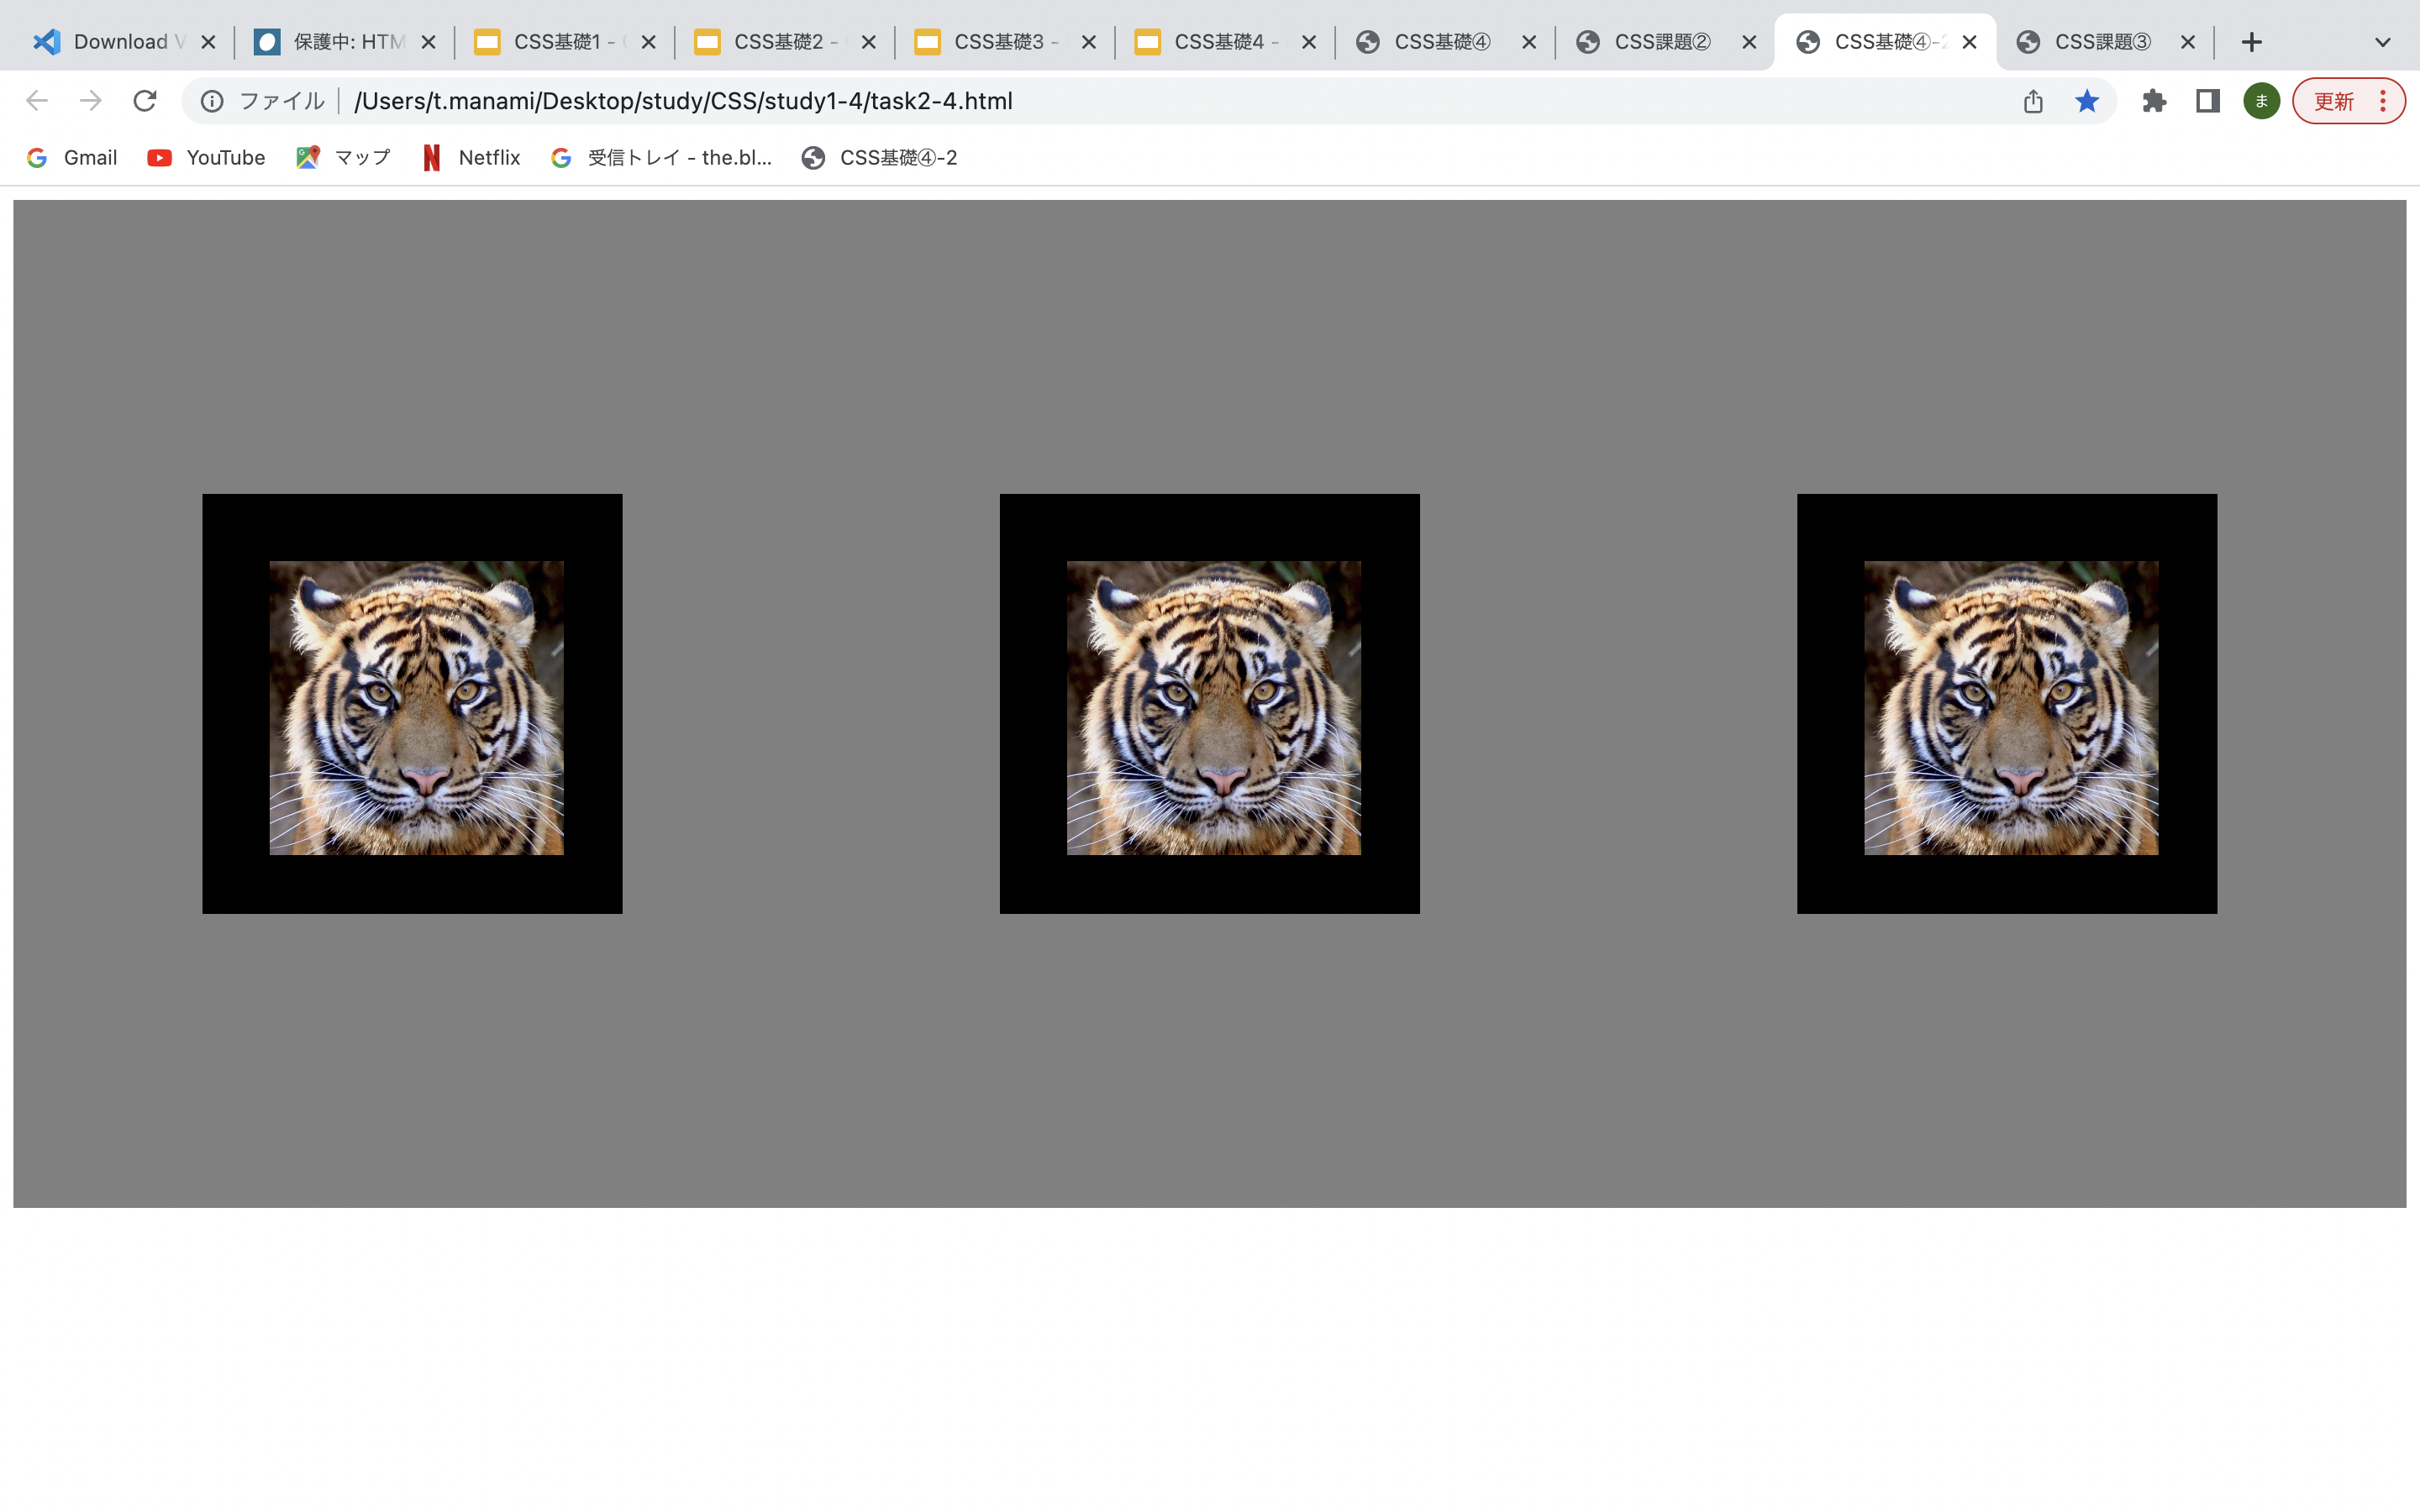 Download V
保護中: HTM
CSS基礎1 -
CSS基礎2 -
CSS基礎3 -
CSS基礎4 -
CSS基礎④
CSS課題②
CSS基礎④-2
CSS課題③
ファイル /Users/t.manami/Desktop/study/CSS/study1-4/task2-4.html
ま
更新
Gmail
YouTube
マップ
Netflix
受信トレイ - the.bl...
CSS基礎④-2